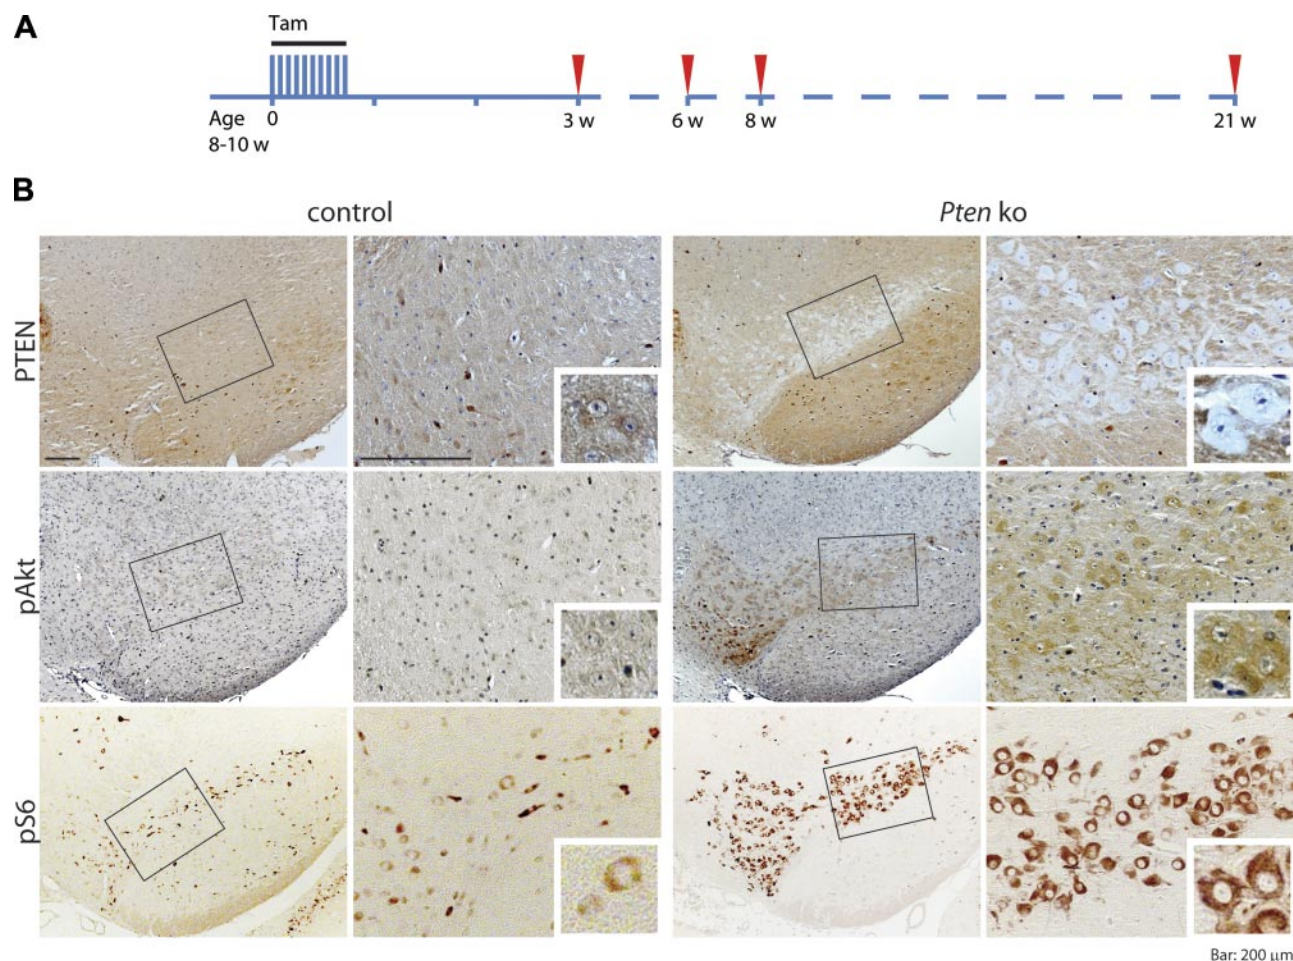 A
Tam
Age 0 3 w 6 w 8 w 21 w
8-10 w
B
control Pten ko
PTEN
pAkt
pS6
Bar: 200 µm